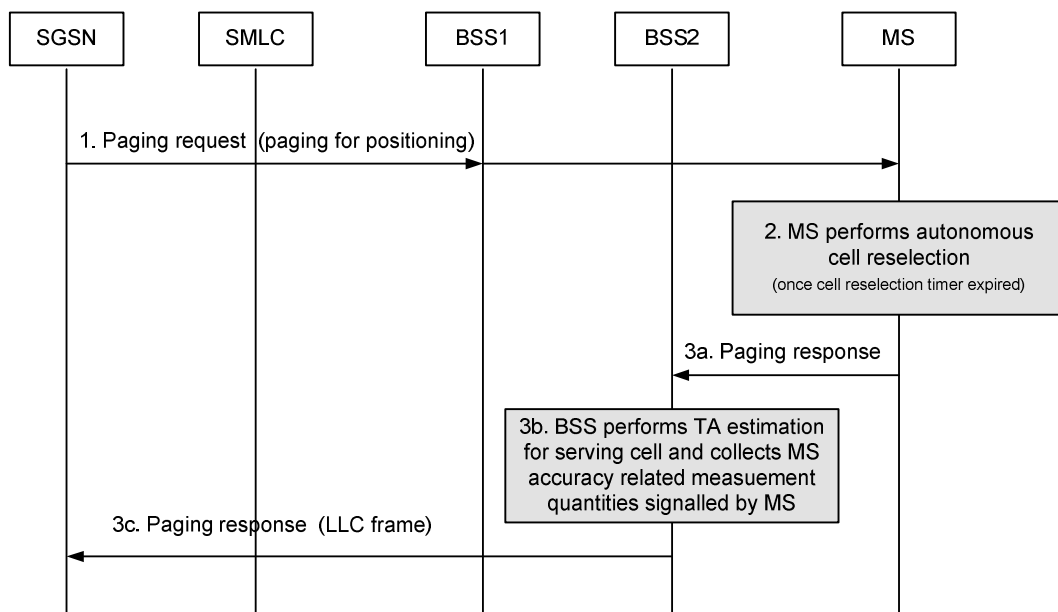 SGSN
SMLC
BSS1
BSS2
MS
1. Paging request (paging for positioning)
2. MS performs autonomous
cell reselection
(once cell reselection timer expired)
3a. Paging response
3b. BSS performs TA estimation
for serving cell and collects MS
accuracy related measuement
quantities signalled by MS
3c. Paging response (LLC frame)